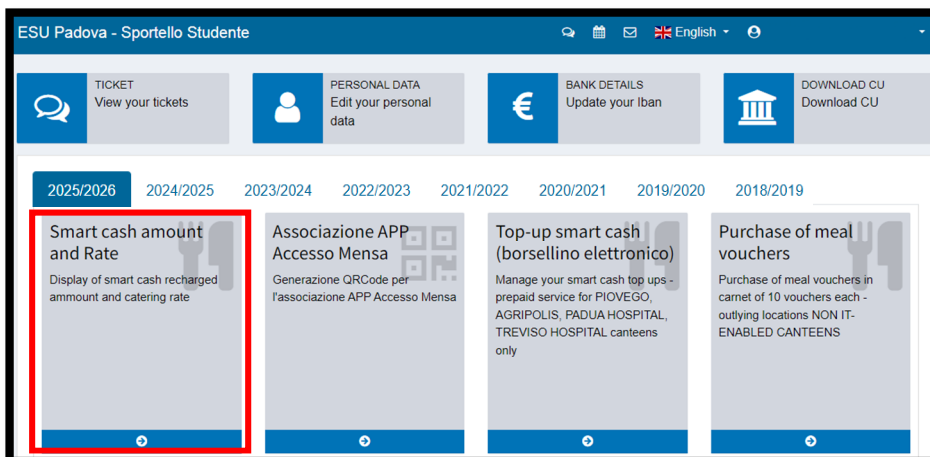 ESU Padova - Sportello Studente
English
TICKET
View your tickets
PERSONAL DATA
Edit your personal
data
€
BANK DETAILS
Update your Iban
DOWNLOAD CU
Download CU
2025/2026 2024/2025 2023/2024 2022/2023 2021/2022 2020/2021 2019/2020 2018/2019
Smart cash amount
and Rate
Display of smart cash recharged
ammount and catering rate
Associazione APP
Accesso Mensa
Generazione QRCode per
l'associazione APP Accesso Mensa
Top-up smart cash
(borsellino elettronico)
Manage your smart cash top ups -
prepaid service for PIOVEGO,
AGRIPOLIS, PADUA HOSPITAL,
TREVISO HOSPITAL canteens
only
Purchase of meal
vouchers
Purchase of meal vouchers in
carnet of 10 vouchers each -
outlying locations NON IT-
ENABLED CANTEENS